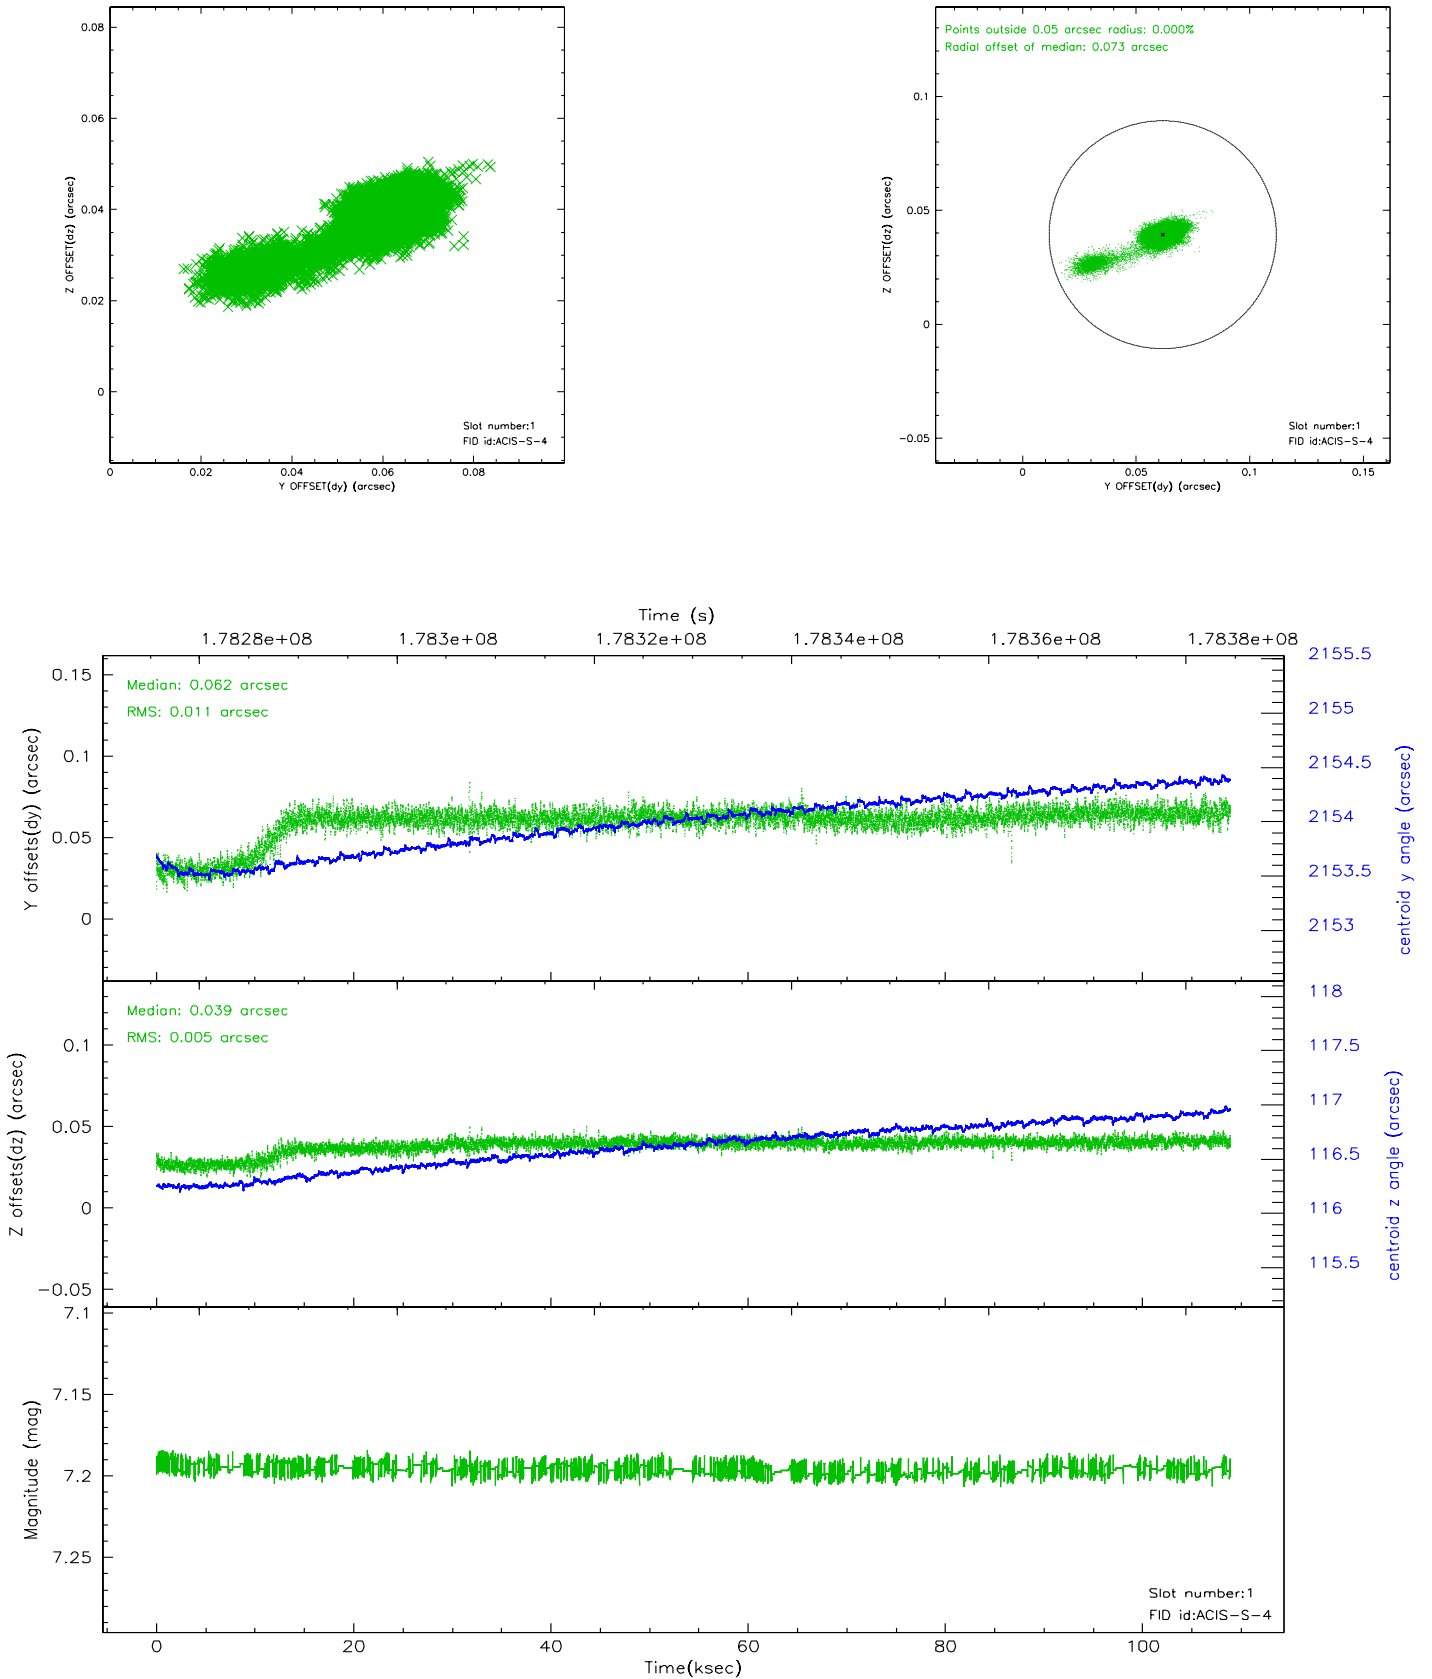 0.08
0.06
0.04
0.02
0
Z OFFSET(dz) (arcsec)
Slot number:1
FID id:ACIS-S-4
0
0.02
0.04
0.06
0.08
Y OFFSET(dy) (arcsec)
Points outside 0.05 arcsec radius: 0.000%
Radial offset of median: 0.073 arcsec
0.1
0.05
0
-0.05
Z OFFSET(dz) (arcsec)
Slot number:1
FID id:ACIS-S-4
0
0.05
0.1
0.15
Y OFFSET(dy) (arcsec)
Time (s)
1.7828e+08
1.783e+08
1.7832e+08
1.7834e+08
1.7836e+08
1.7838e+08
0.15
0.1
0.05
0
Y offsets(dy) (arcsec)
Median: 0.062 arcsec
RMS: 0.011 arcsec
2155.5
2155
2154.5
2154
2153.5
2153
centroid y angle (arcsec)
0.1
0.05
0
-0.05
Z offsets(dz) (arcsec)
Median: 0.039 arcsec
RMS: 0.005 arcsec
118
117.5
117
116.5
116
115.5
centroid z angle (arcsec)
7.1
7.15
7.2
7.25
Magnitude (mag)
Slot number:1
FID id:ACIS-S-4
0
20
40
60
80
100
Time(ksec)